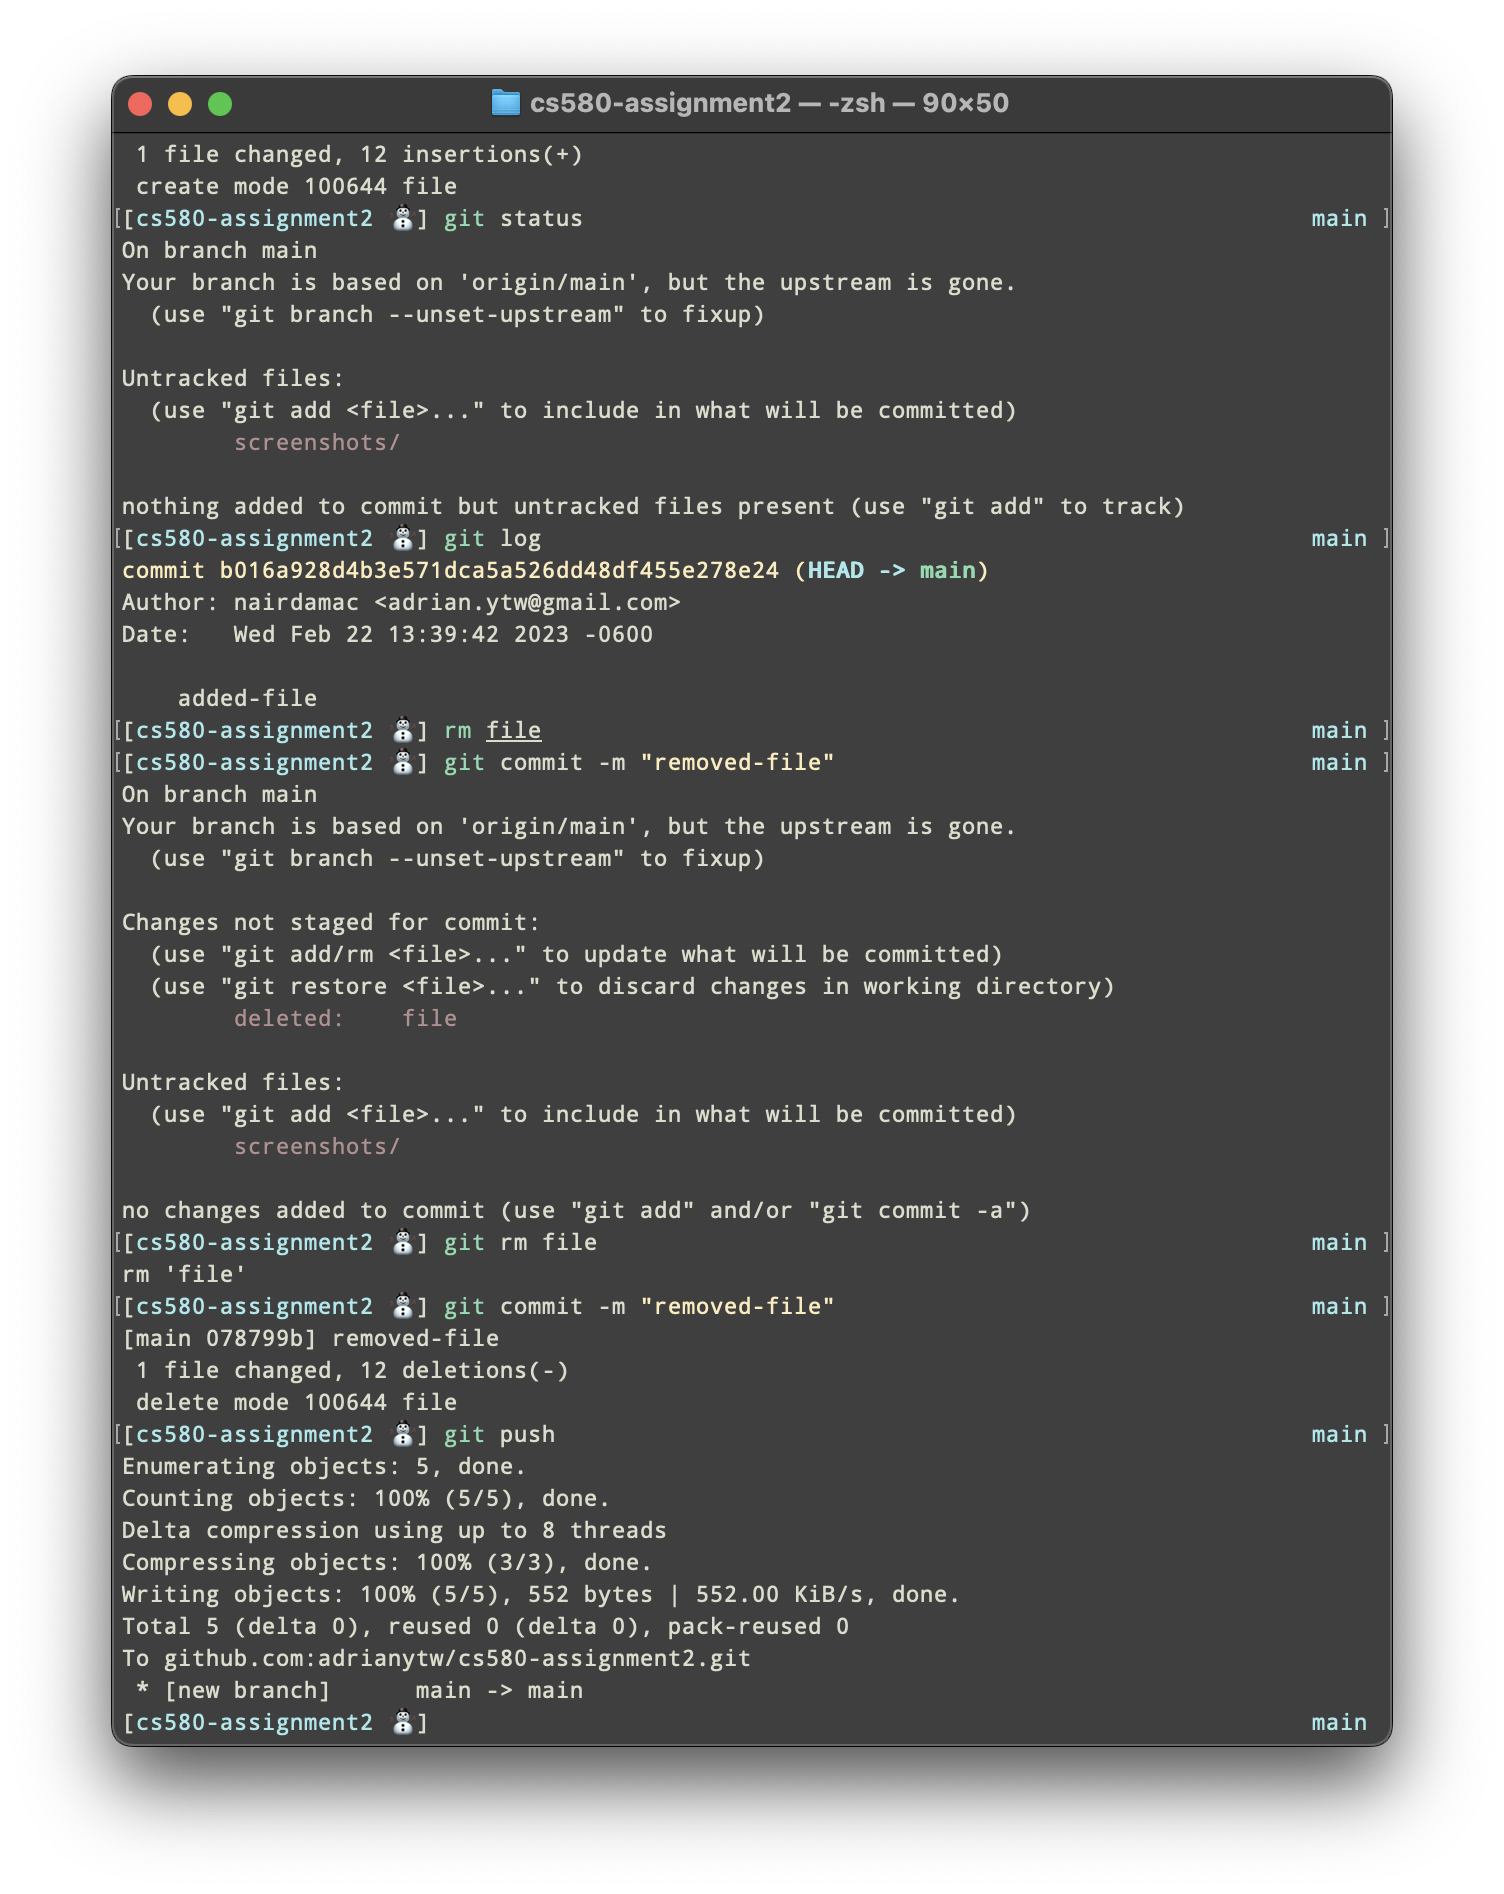 cs580-assignment2 — -zsh — 90×50
 1 file changed, 12 insertions(+)
 create mode 100644 file
[[cs580-assignment2 ⛄] git status main ]
On branch main
Your branch is based on 'origin/main', but the upstream is gone.
  (use "git branch --unset-upstream" to fixup)

Untracked files:
  (use "git add <file>..." to include in what will be committed)
        screenshots/

nothing added to commit but untracked files present (use "git add" to track)
[[cs580-assignment2 ⛄] git log main ]
commit b016a928d4b3e571dca5a526dd48df455e278e24 (HEAD -> main)
Author: nairdamac <adrian.ytw@gmail.com>
Date:   Wed Feb 22 13:39:42 2023 -0600

    added-file
[[cs580-assignment2 ⛄] rm file main ]
[[cs580-assignment2 ⛄] git commit -m "removed-file" main ]
On branch main
Your branch is based on 'origin/main', but the upstream is gone.
  (use "git branch --unset-upstream" to fixup)

Changes not staged for commit:
  (use "git add/rm <file>..." to update what will be committed)
  (use "git restore <file>..." to discard changes in working directory)
        deleted:    file

Untracked files:
  (use "git add <file>..." to include in what will be committed)
        screenshots/

no changes added to commit (use "git add" and/or "git commit -a")
[[cs580-assignment2 ⛄] git rm file main ]
rm 'file'
[[cs580-assignment2 ⛄] git commit -m "removed-file" main ]
[main 078799b] removed-file
 1 file changed, 12 deletions(-)
 delete mode 100644 file
[[cs580-assignment2 ⛄] git push main ]
Enumerating objects: 5, done.
Counting objects: 100% (5/5), done.
Delta compression using up to 8 threads
Compressing objects: 100% (3/3), done.
Writing objects: 100% (5/5), 552 bytes | 552.00 KiB/s, done.
Total 5 (delta 0), reused 0 (delta 0), pack-reused 0
To github.com:adrianytw/cs580-assignment2.git
 * [new branch]      main -> main
[cs580-assignment2 ⛄] main